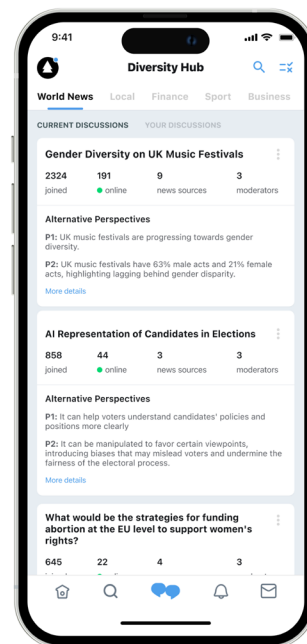 9:41
Diversity Hub
World News Local Finance Sport Business
CURRENT DISCUSSIONS YOUR DISCUSSIONS
Gender Diversity on UK Music Festivals
2324 191 9 3
joined online news sources moderators
Alternative Perspectives
P1: UK music festivals are progressing towards gender
diversity.
P2: UK music festivals have 63% male acts and 21% female
acts, highlighting lagging behind gender disparity.
More details
AI Representation of Candidates in Elections
858 44 3 3
joined online news sources moderators
Alternative Perspectives
P1: It can help voters understand candidates' policies and
positions more clearly
P2: It can be manipulated to favor certain viewpoints,
introducing biases that may mislead voters and undermine the
fairness of the electoral process.
More details
What would be the strategies for funding
abortion at the EU level to support women's
rights?
645 22 4 3